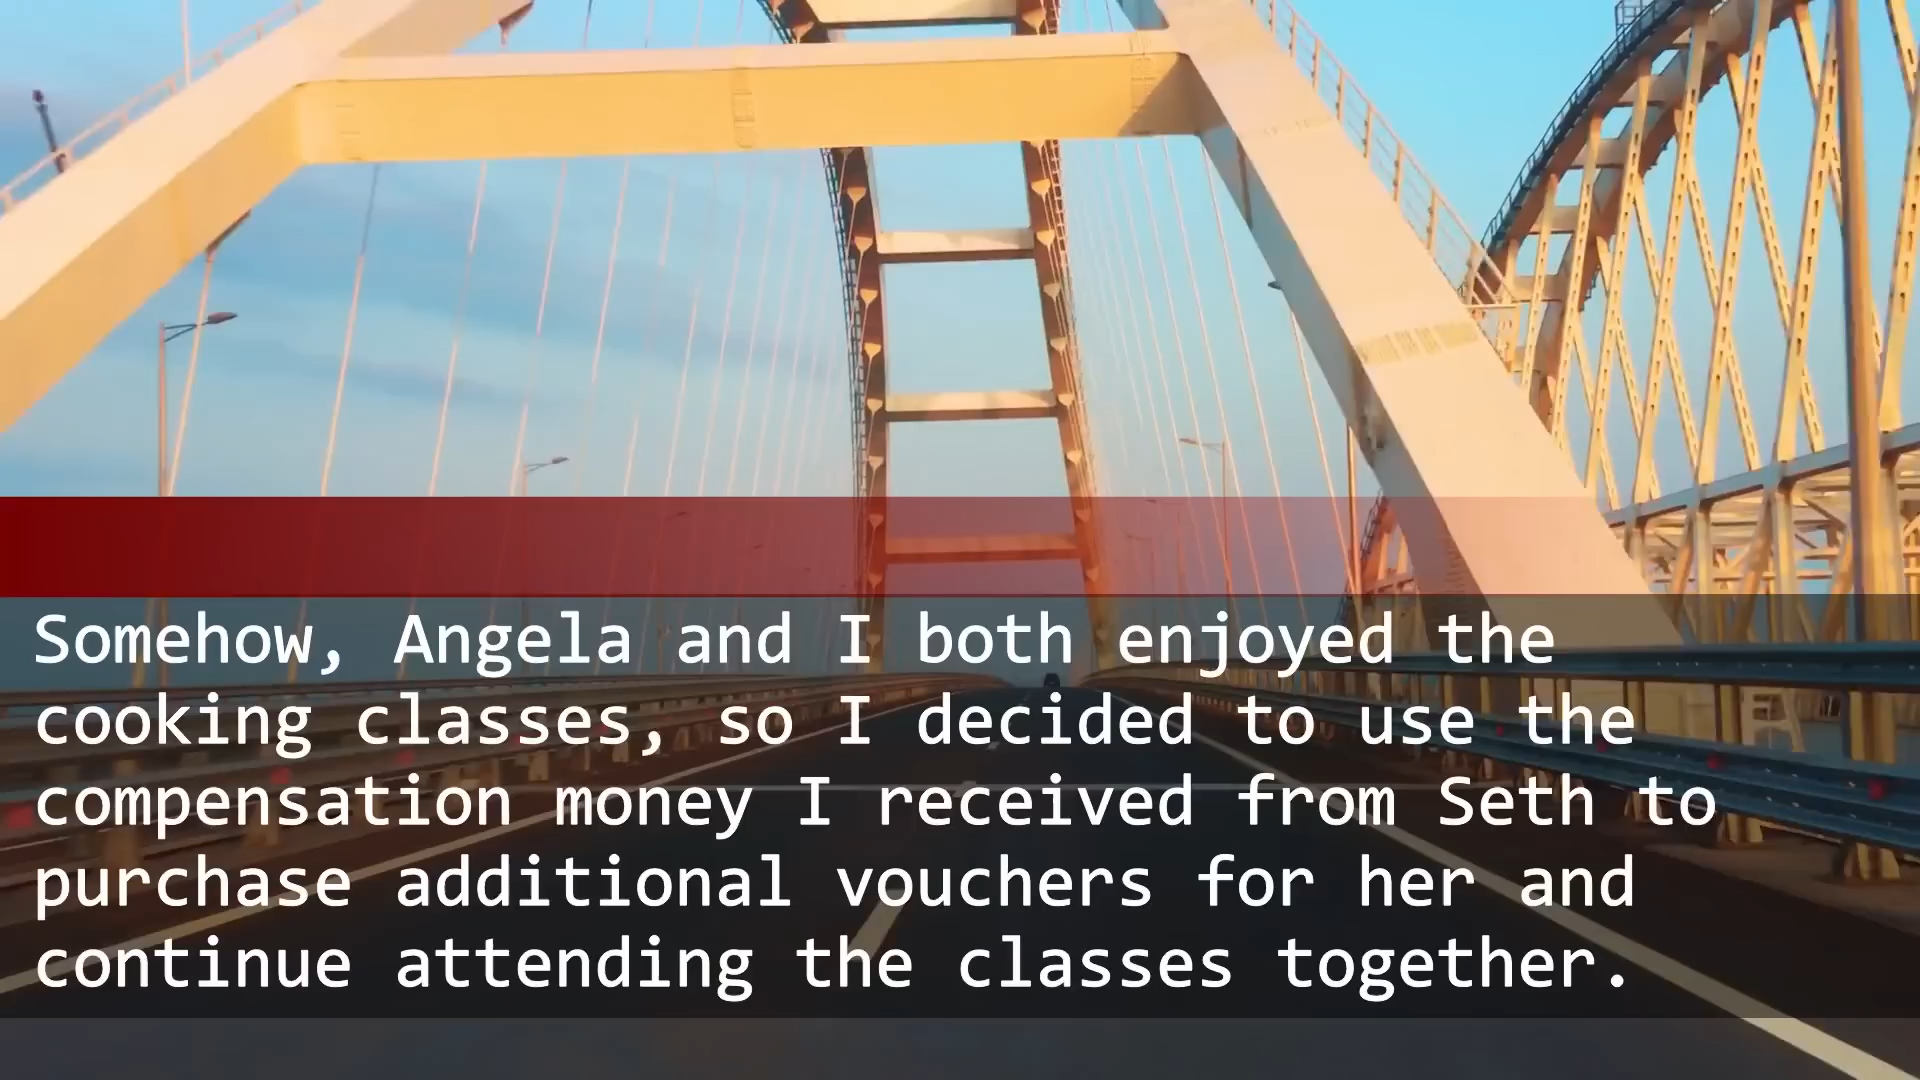 Somehow, Angela and I both enjoyed the
cooking classes, so I decided to use the
compensation money I received from Seth to
purchase additional vouchers for her and
continue attending the classes together.